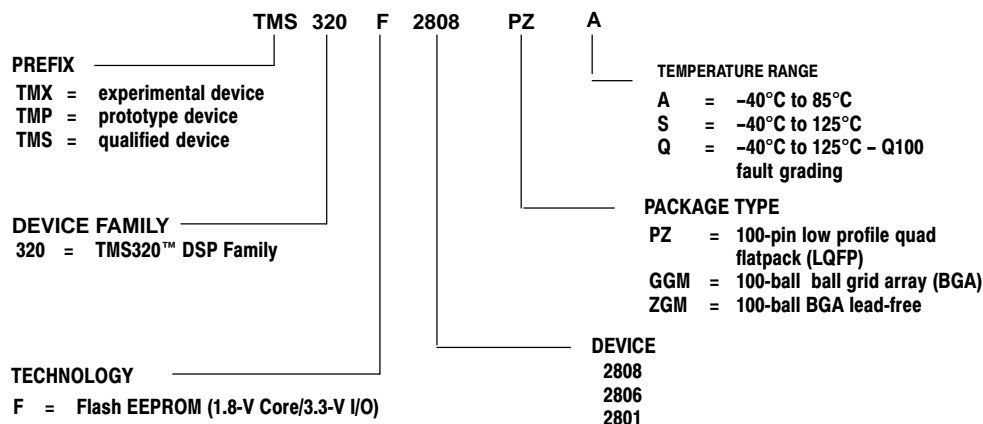 TMS 320 F 2808 PZ A
PREFIX
TMX = experimental device
TMP = prototype device
TMS = qualified device
TEMPERATURE RANGE
A = −40°C to 85°C
S = −40°C to 125°C
Q = −40°C to 125°C − Q100
fault grading
DEVICE FAMILY
320 = TMS320™ DSP Family
PACKAGE TYPE
PZ = 100-pin low profile quad
flatpack (LQFP)
GGM = 100-ball ball grid array (BGA)
ZGM = 100-ball BGA lead-free
TECHNOLOGY
F = Flash EEPROM (1.8-V Core/3.3-V I/O)
DEVICE
2808
2806
2801